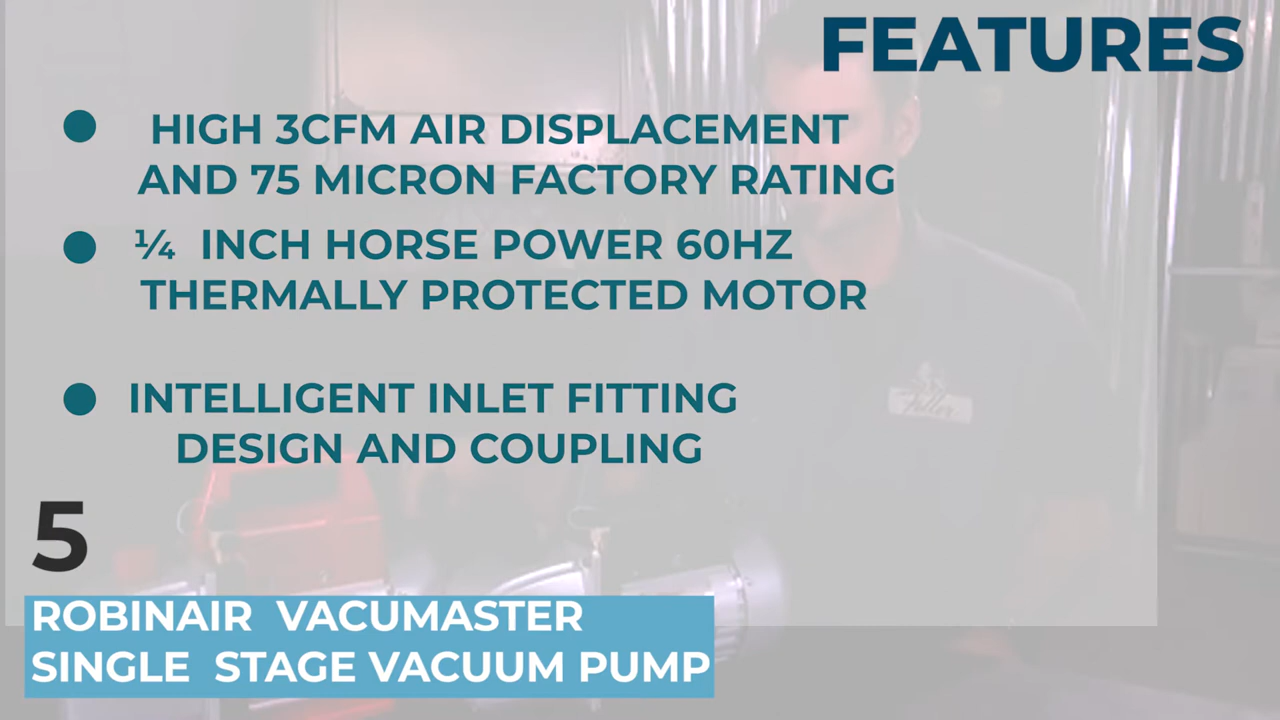 FEATURES
HIGH 3CFM AIR DISPLACEMENT
AND 75 MICRON FACTORY RATING
¼ INCH HORSE POWER 60HZ
THERMALLY PROTECTED MOTOR
INTELLIGENT INLET FITTING
DESIGN AND COUPLING
5
ROBINAIR VACUMASTER
SINGLE STAGE VACUUM PUMP